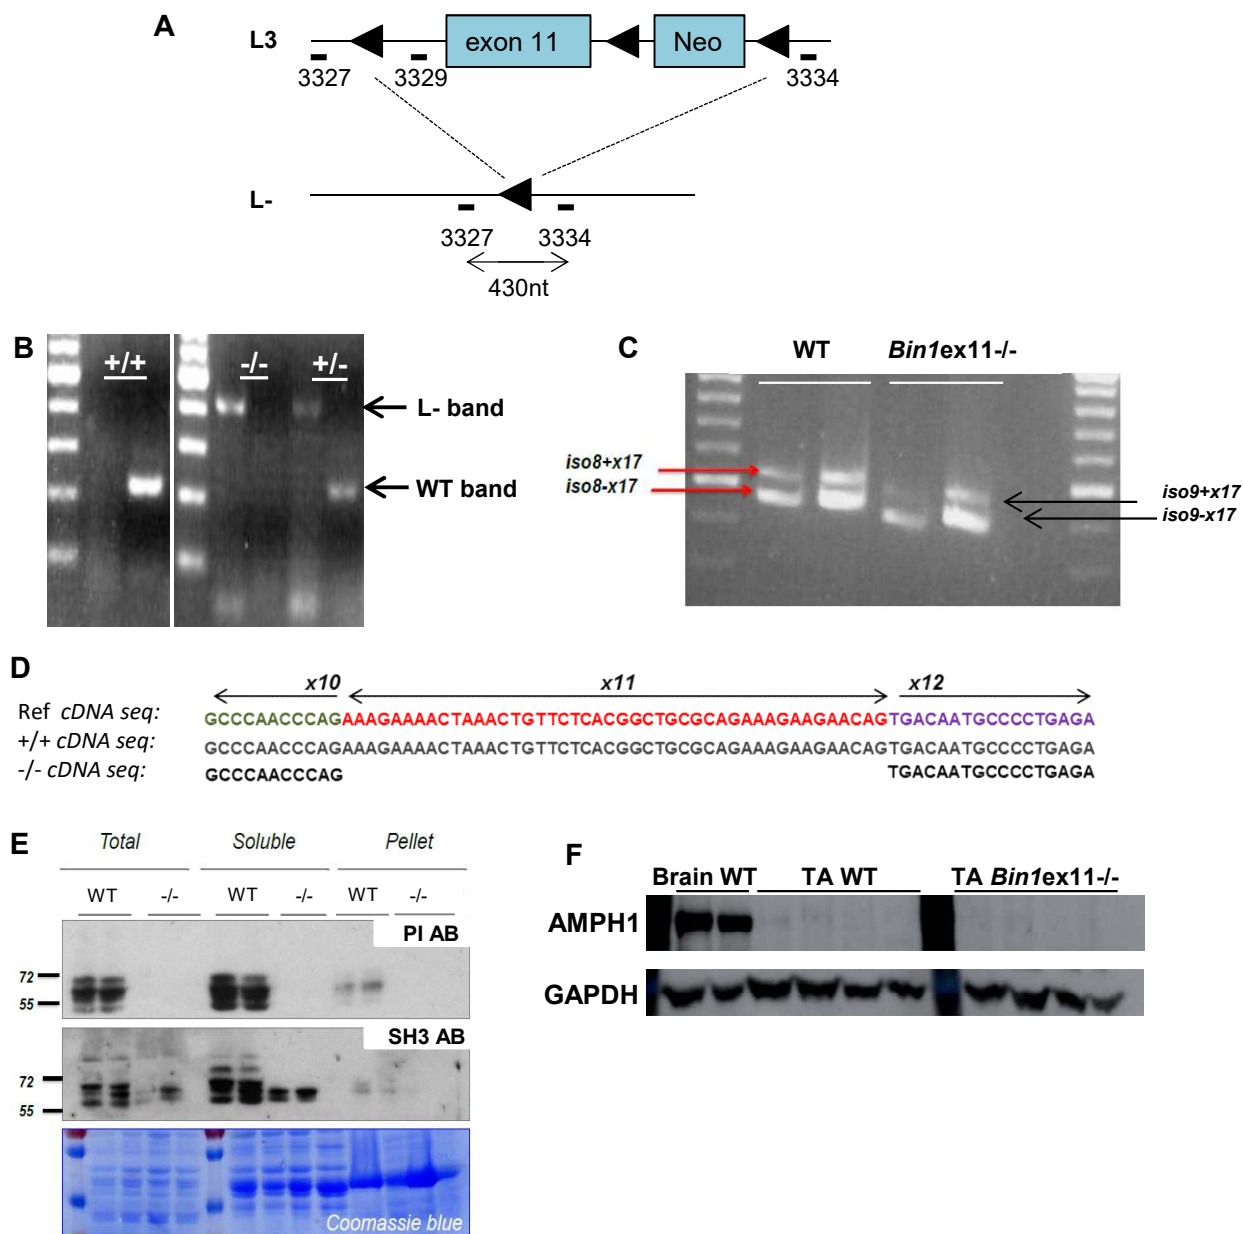 A
L3
exon 11
Neo
3327
3329
3334
L-
3327
3334
430nt
B
+/+
-/-
+/-
L- band
WT band
C
WT
Bin1ex11-/-
iso8+x17
iso8-x17
iso9+x17
iso9-x17
D
x10
x11
x12
Ref cDNA seq:
GCCCAACCCAGAAAGAAAACTAAACTGTTCTCACGGCTGCGCAGAAAGAAGAACAGTGACAATGCCCCTGAGA
+/+ cDNA seq:
GCCCAACCCAGAAAGAAAACTAAACTGTTCTCACGGCTGCGCAGAAAGAAGAACAGTGACAATGCCCCTGAGA
-/- cDNA seq:
GCCCAACCCAG TGACAATGCCCCTGAGA
E
Total
Soluble
Pellet
WT
-/-
WT
-/-
WT
-/-
PI AB
72
55
SH3 AB
72
55
Coomassie blue
F
Brain WT
TA WT
TA Bin1ex11-/-
AMPH1
GAPDH